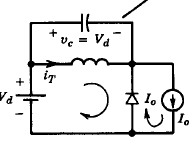 + −
v_c = V_d
+
i_T
V_d
−
I_o
I_o